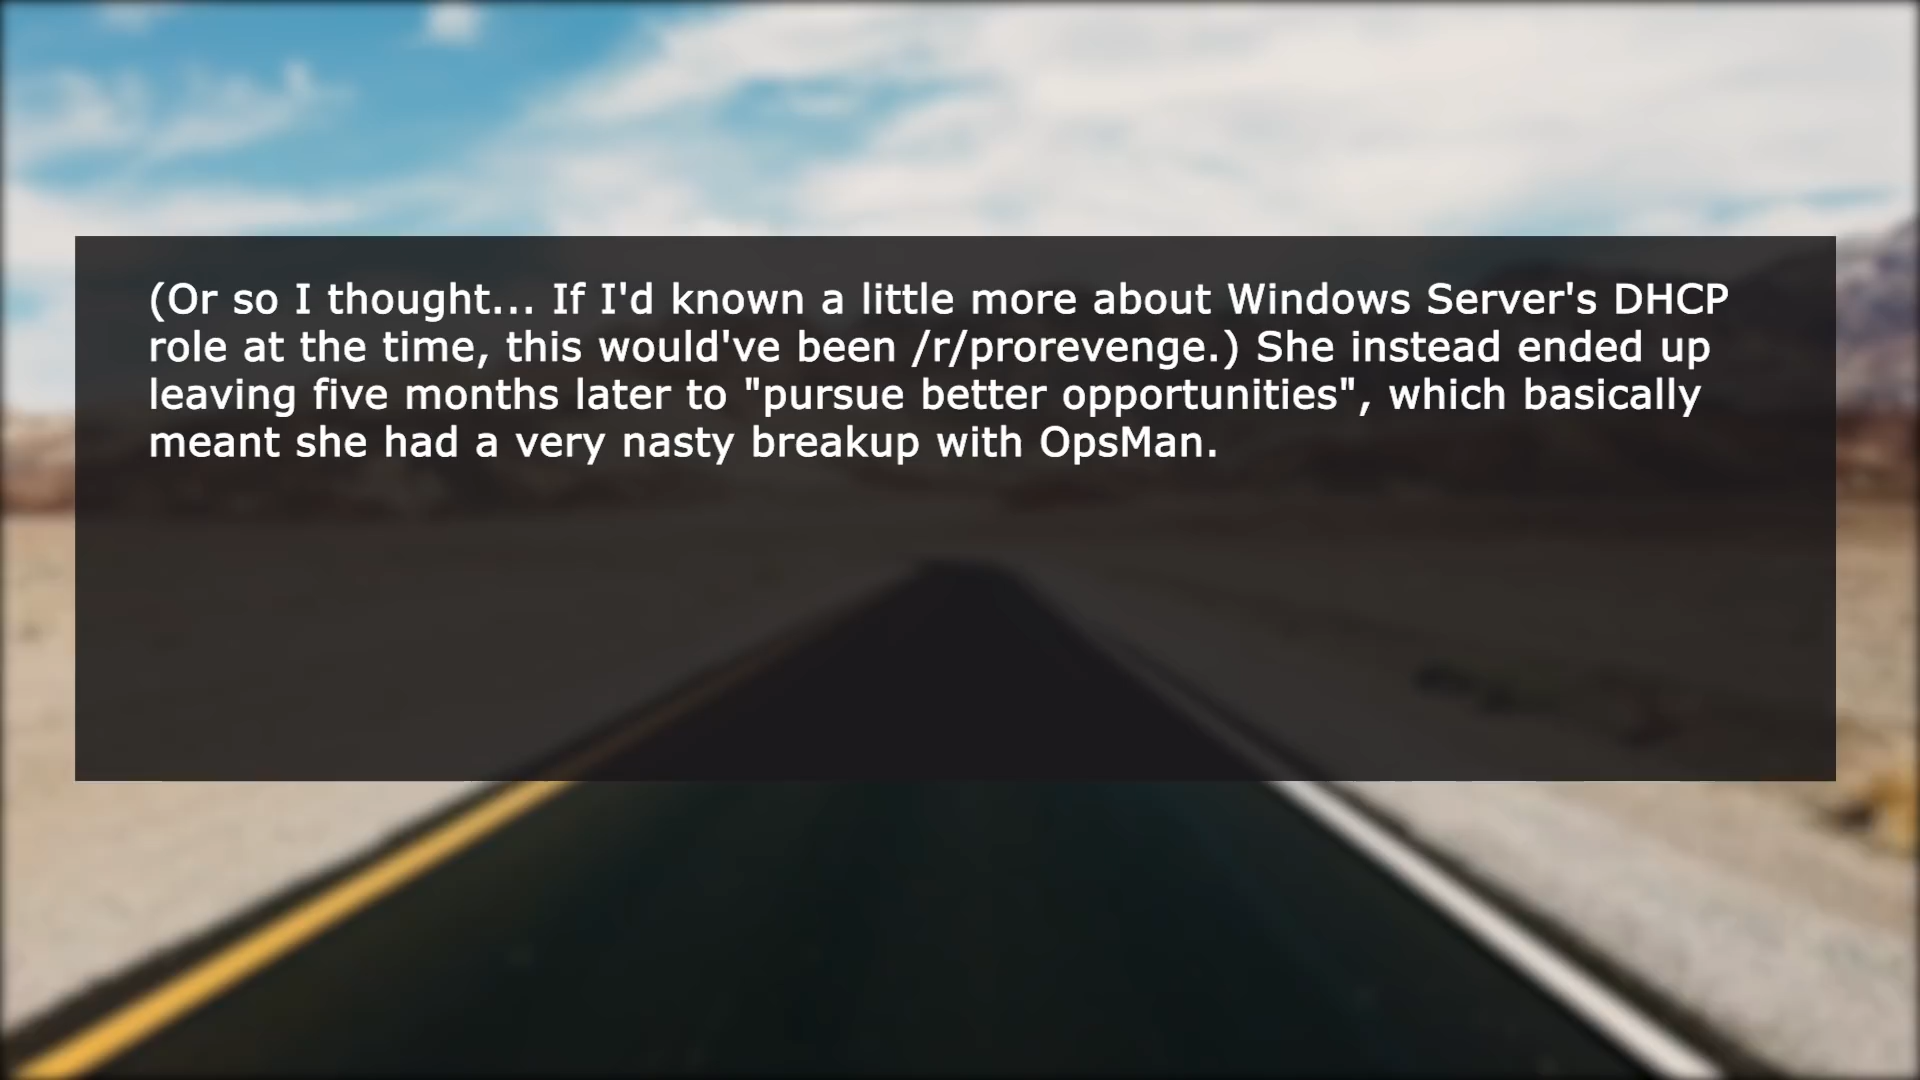 (Or so I thought... If I'd known a little more about Windows Server's DHCP
role at the time, this would've been /r/prorevenge.) She instead ended up
leaving five months later to "pursue better opportunities", which basically
meant she had a very nasty breakup with OpsMan.